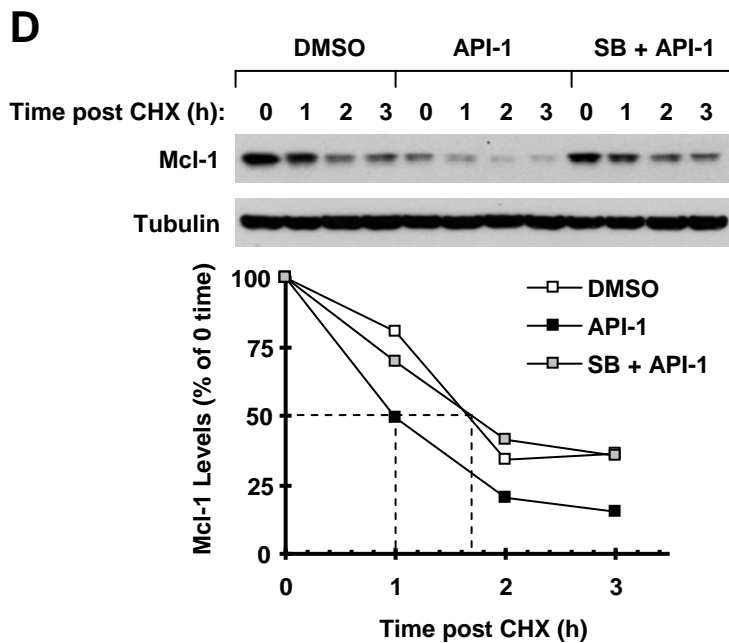 D
DMSO API-1 SB + API-1
Time post CHX (h): 0 1 2 3 0 1 2 3 0 1 2 3
Mcl-1
Tubulin
Mcl-1 Levels (% of 0 time)
100
75
50
25
0
DMSO
API-1
SB + API-1
0 1 2 3
Time post CHX (h)